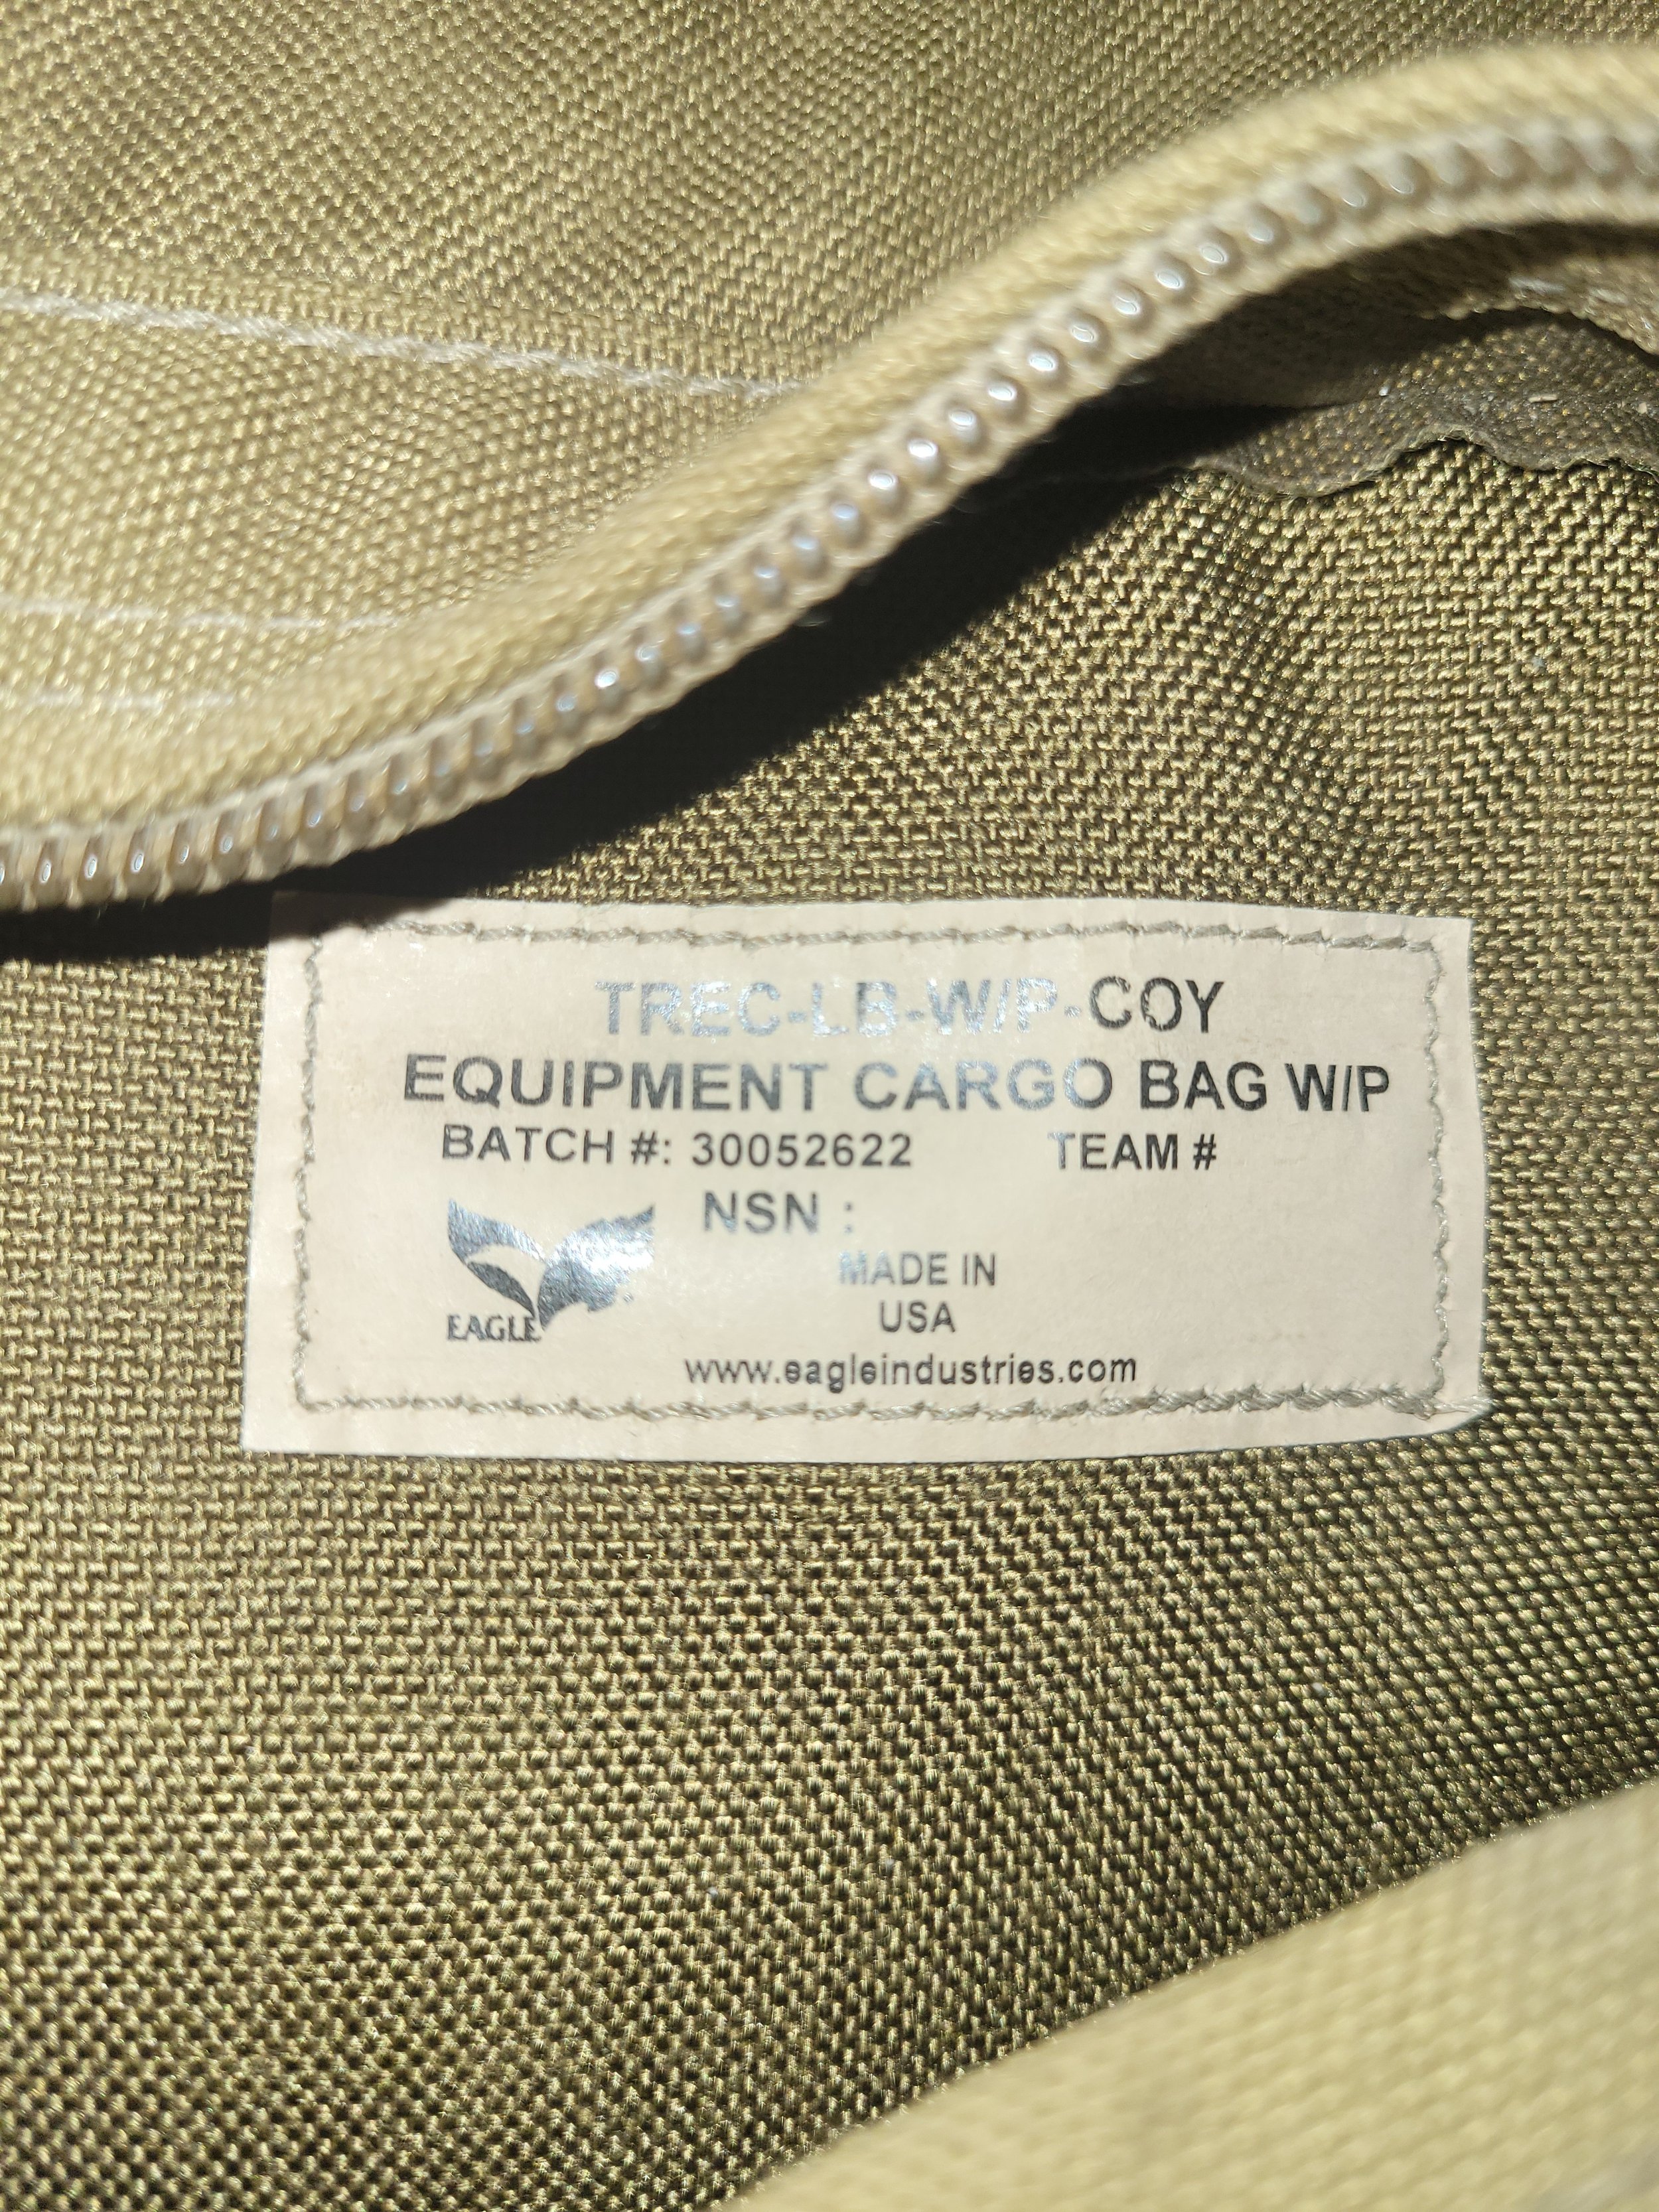 TREC-LB-W/P-COY
EQUIPMENT CARGO BAG W/P
BATCH #: 30052622 TEAM #
NSN :
EAGLE
MADE IN
USA
www.eagleindustries.com